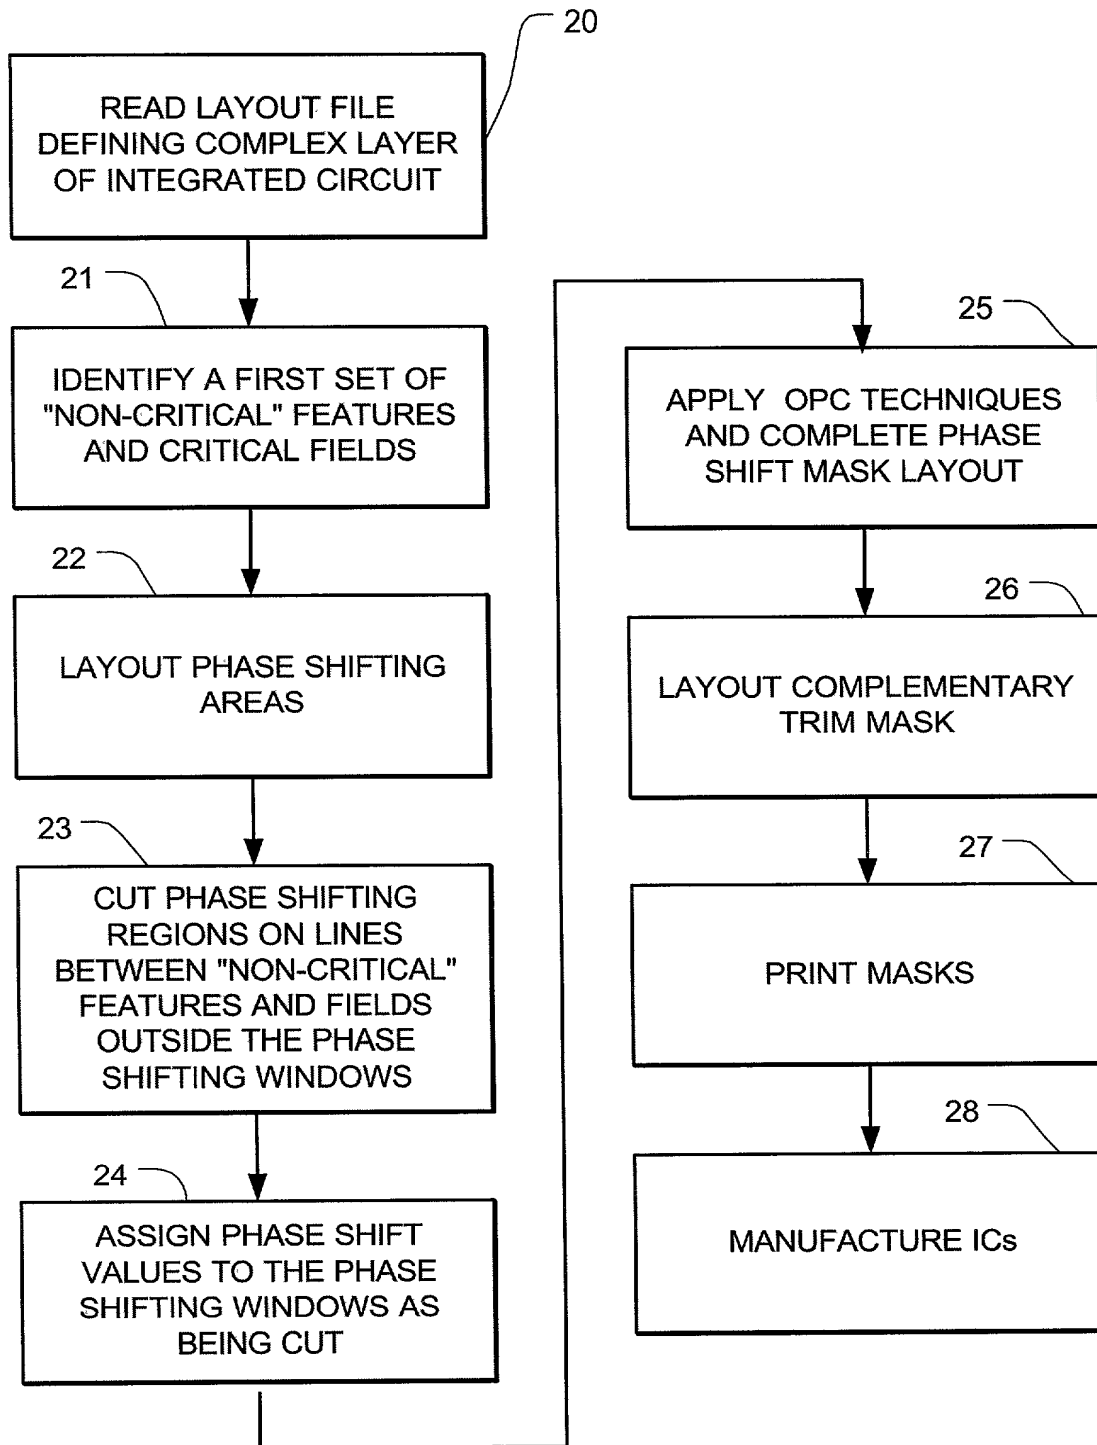 20
READ LAYOUT FILE
DEFINING COMPLEX LAYER
OF INTEGRATED CIRCUIT
21
IDENTIFY A FIRST SET OF
"NON-CRITICAL" FEATURES
AND CRITICAL FIELDS
22
LAYOUT PHASE SHIFTING
AREAS
23
CUT PHASE SHIFTING
REGIONS ON LINES
BETWEEN "NON-CRITICAL"
FEATURES AND FIELDS
OUTSIDE THE PHASE
SHIFTING WINDOWS
24
ASSIGN PHASE SHIFT
VALUES TO THE PHASE
SHIFTING WINDOWS AS
BEING CUT
25
APPLY OPC TECHNIQUES
AND COMPLETE PHASE
SHIFT MASK LAYOUT
26
LAYOUT COMPLEMENTARY
TRIM MASK
27
PRINT MASKS
28
MANUFACTURE ICs